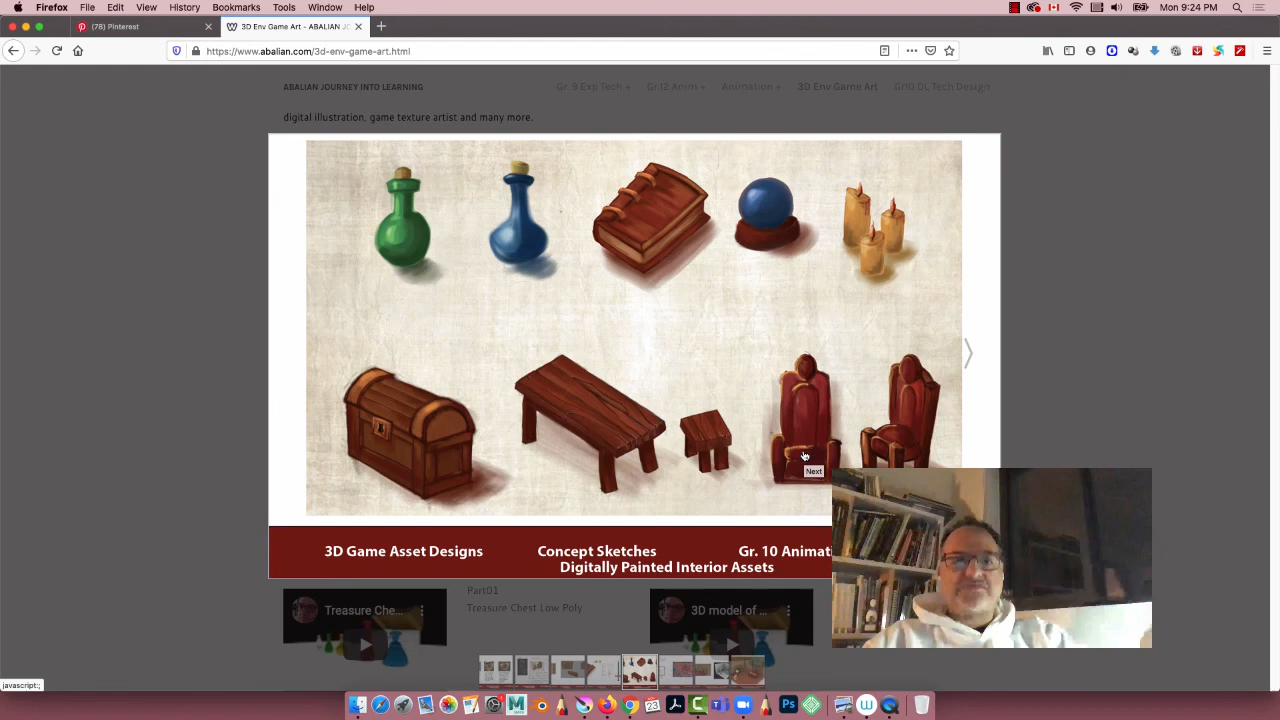 Firefox File Edit View History Bookmarks Tools Window Help
Mon 9:24 PM
(78) Pinterest
3D Env Game Art - ABALIAN JO
https://www.abalian.com/3d-env-game-art.html
ABALIAN JOURNEY INTO LEARNING
Gr. 9 Exp Tech + Gr.12 Anim + Animation + 3D Env Game Art Gr10 DL Tech Design
digital illustration, game texture artist and many more.
Next
3D Game Asset Designs Concept Sketches Gr. 10 Animati
Digitally Painted Interior Assets
Part01
Treasure Che...
Treasure Chest Low Poly
3D model of ...
javascript:;